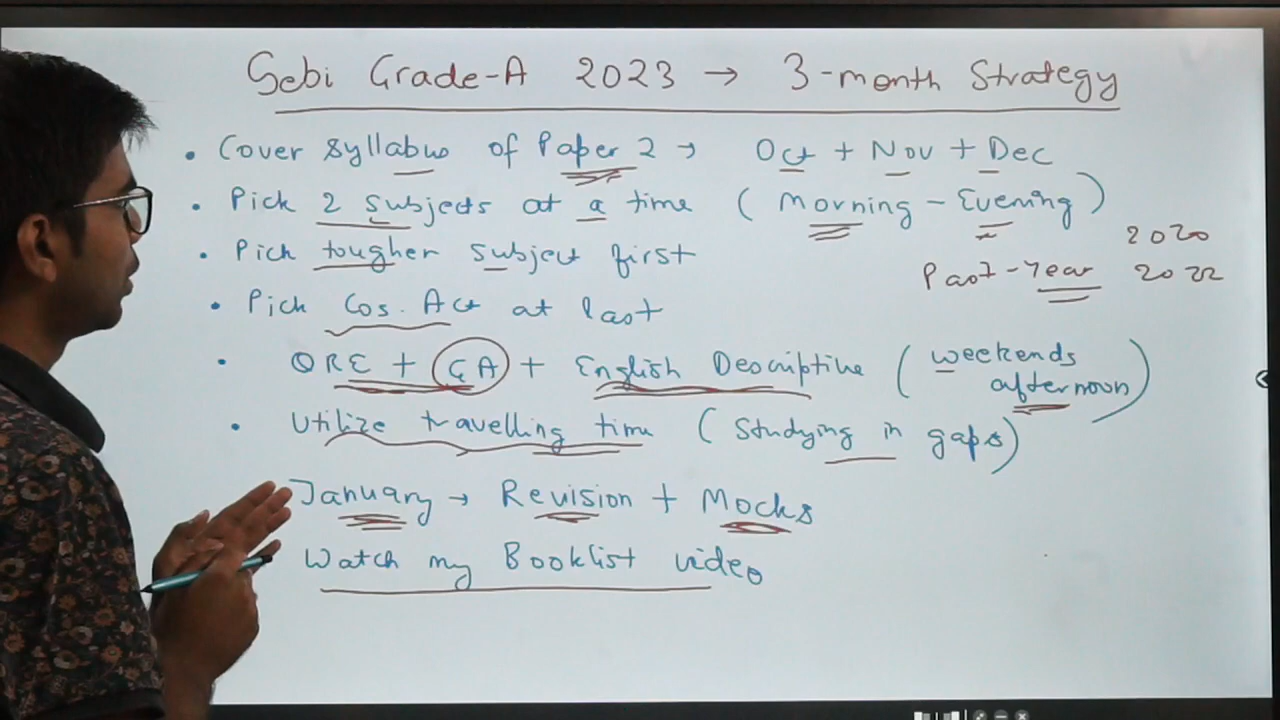 Sebi Grade-A 2023 → 3-month Strategy
• Cover syllabus of Paper 2 → Oct + Nov + Dec
• Pick 2 subjects at a time (Morning - Evening)
2020
• Pick tougher subject first
Past-Year 2022
• Pick Cos. Act at last
• QRE + GA + English Descriptive (weekends afternoon)
• Utilize travelling time (Studying in gaps)
January → Revision + Mocks
Watch my Booklist video